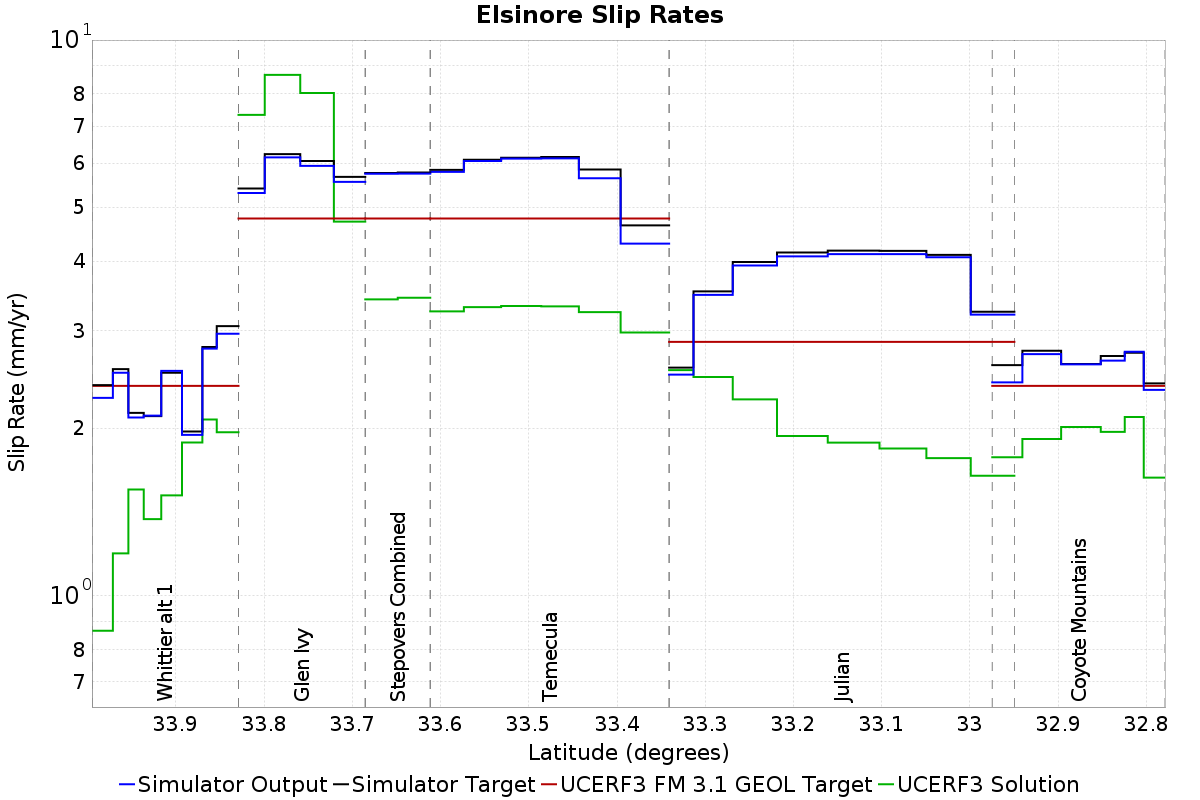 Elsinore Slip Rates
Slip Rate (mm/yr)
10^1
8
7
6
5
4
3
2
10^0
8
7
Whittier alt 1
Glen Ivy
Stepovers Combined
Temecula
Julian
Coyote Mountains
33.9 33.8 33.7 33.6 33.5 33.4 33.3 33.2 33.1 33 32.9 32.8
Latitude (degrees)
Simulator Output Simulator Target UCERF3 FM 3.1 GEOL Target UCERF3 Solution